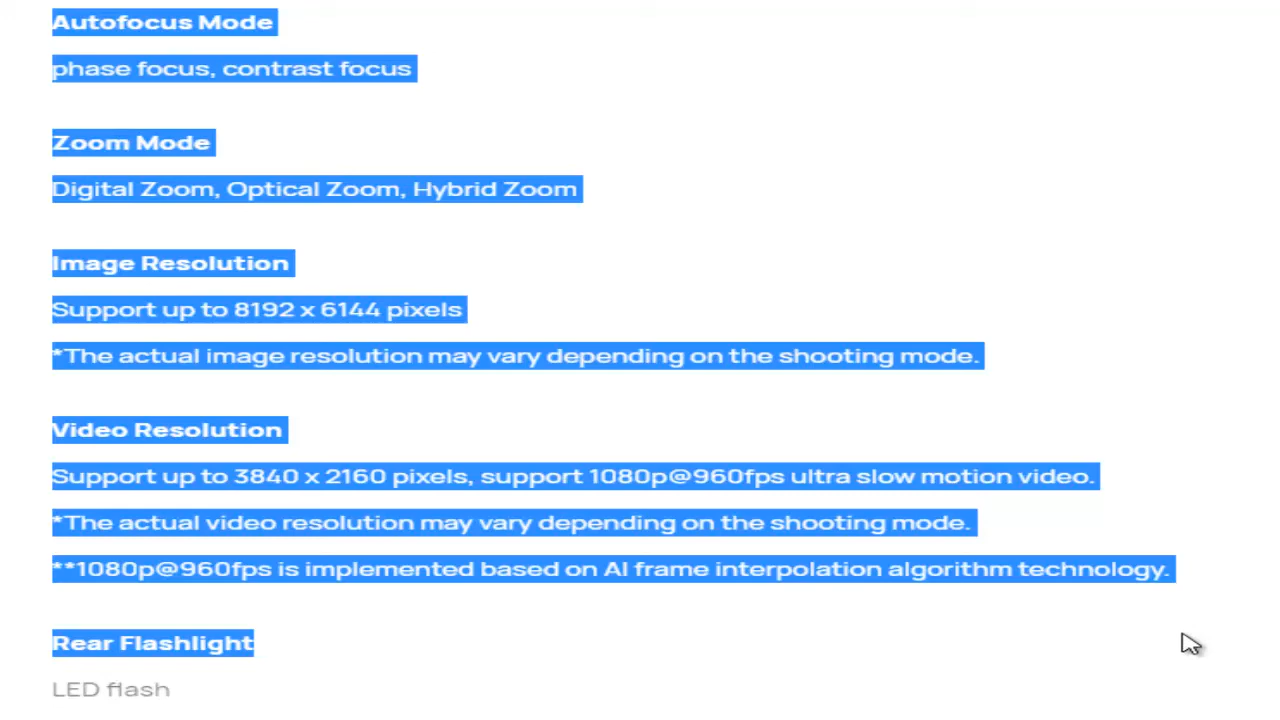 Autofocus Mode
phase focus, contrast focus
Zoom Mode
Digital Zoom, Optical Zoom, Hybrid Zoom
Image Resolution
Support up to 8192 x 6144 pixels
*The actual image resolution may vary depending on the shooting mode.
Video Resolution
Support up to 3840 x 2160 pixels, support 1080p@960fps ultra slow motion video.
*The actual video resolution may vary depending on the shooting mode.
**1080p@960fps is implemented based on AI frame interpolation algorithm technology.
Rear Flashlight
LED flash